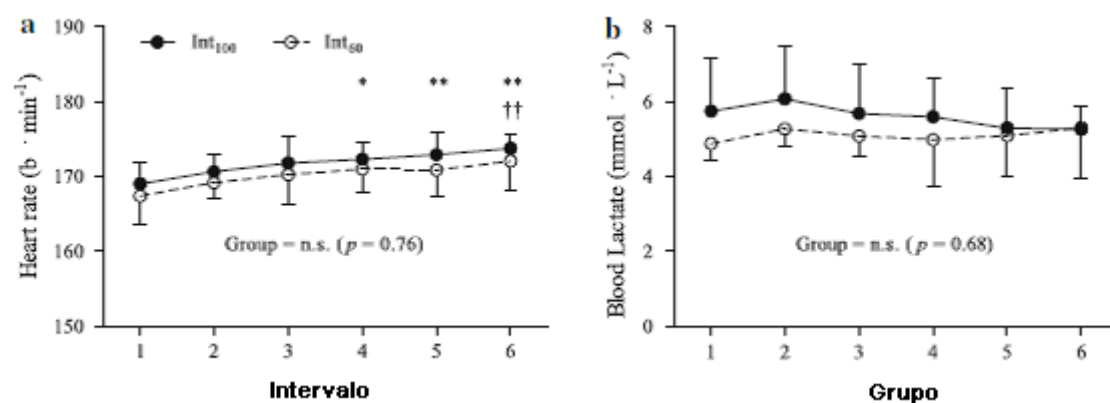 a
190
180
170
160
150
Heart rate (b · min⁻¹)
Int₁₀₀ Int₆₀
* ** **
††
Group = n.s. (p = 0.76)
1 2 3 4 5 6
Intervalo
b
8
6
4
2
0
Blood Lactate (mmol · L⁻¹)
Group = n.s. (p = 0.68)
1 2 3 4 5 6
Grupo